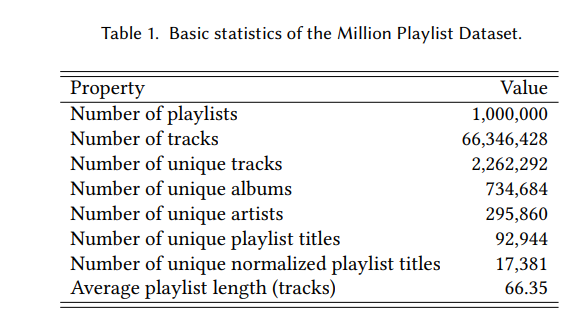 Table 1. Basic statistics of the Million Playlist Dataset.
Property Value
Number of playlists 1,000,000
Number of tracks 66,346,428
Number of unique tracks 2,262,292
Number of unique albums 734,684
Number of unique artists 295,860
Number of unique playlist titles 92,944
Number of unique normalized playlist titles 17,381
Average playlist length (tracks) 66.35